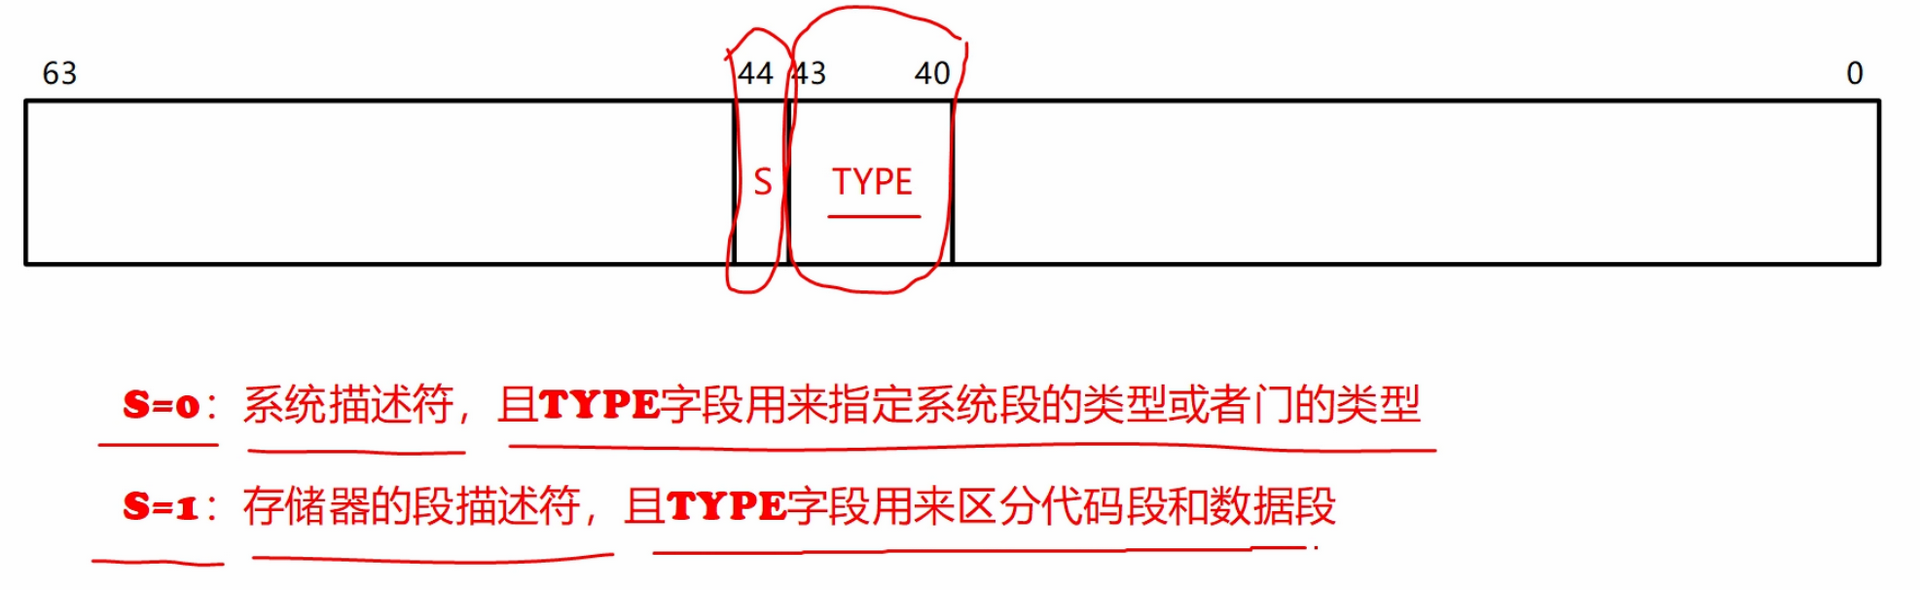 63 44 43 40 0
S TYPE
S=0：系统描述符，且TYPE字段用来指定系统段的类型或者门的类型
S=1：存储器的段描述符，且TYPE字段用来区分代码段和数据段